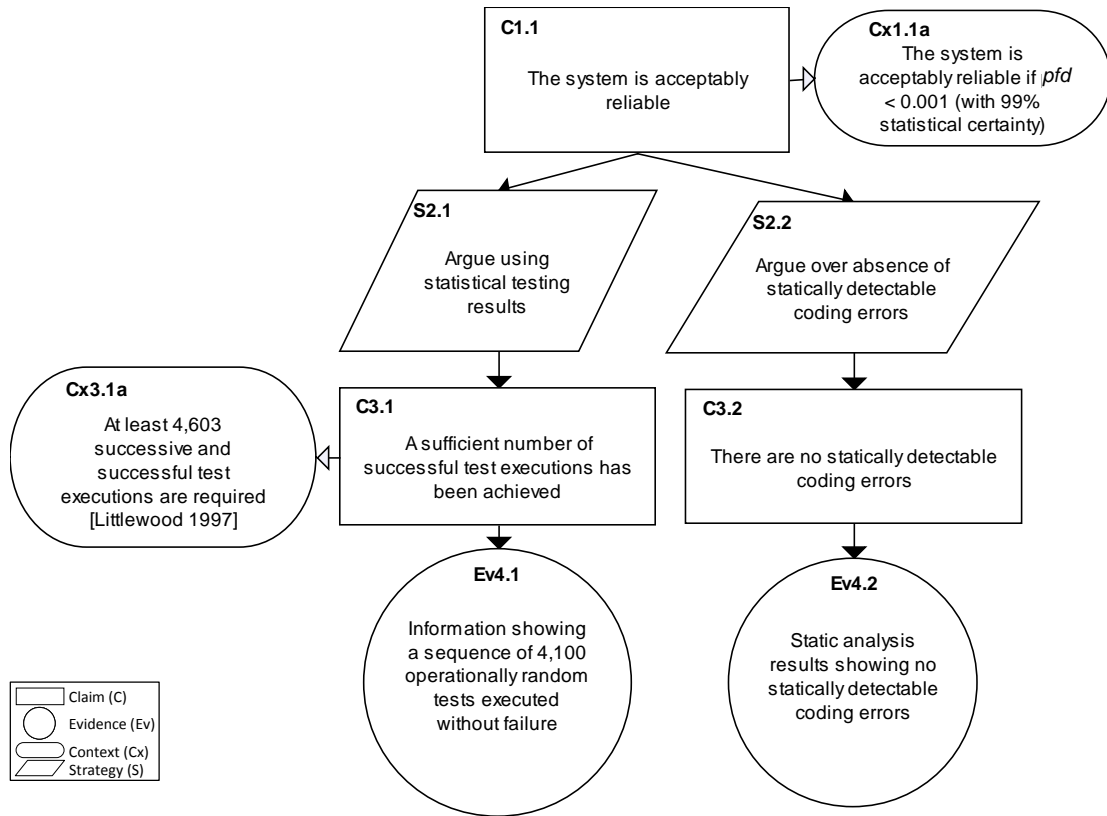 C1.1
The system is acceptably
reliable
Cx1.1a
The system is
acceptably reliable if pfd
< 0.001 (with 99%
statistical certainty)
S2.1
Argue using
statistical testing
results
S2.2
Argue over absence of
statically detectable
coding errors
Cx3.1a
At least 4,603
successive and
successful test
executions are required
[Littlewood 1997]
C3.1
A sufficient number of
successful test executions has
been achieved
C3.2
There are no statically detectable
coding errors
Ev4.1
Information showing
a sequence of 4,100
operationally random
tests executed
without failure
Ev4.2
Static analysis
results showing no
statically detectable
coding errors
Claim (C)
Evidence (Ev)
Context (Cx)
Strategy (S)